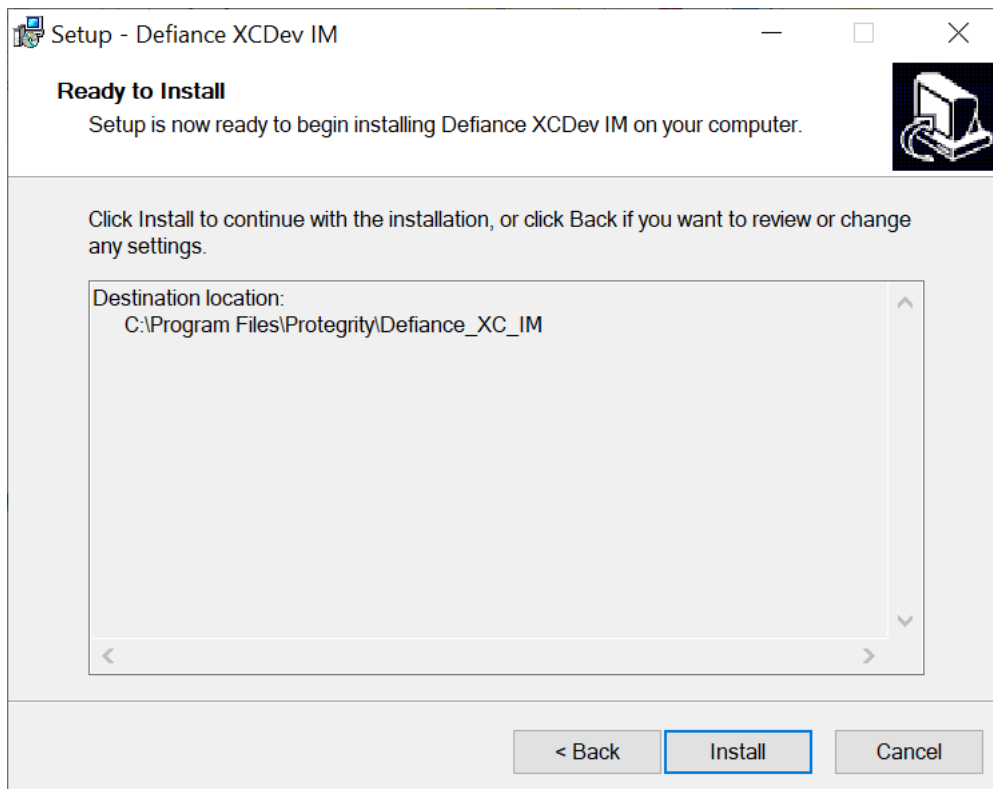 Setup - Defiance XCDev IM
Ready to Install
Setup is now ready to begin installing Defiance XCDev IM on your computer.
Click Install to continue with the installation, or click Back if you want to review or change
any settings.
Destination location:
C:\Program Files\Protegrity\Defiance_XC_IM
< Back
Install
Cancel